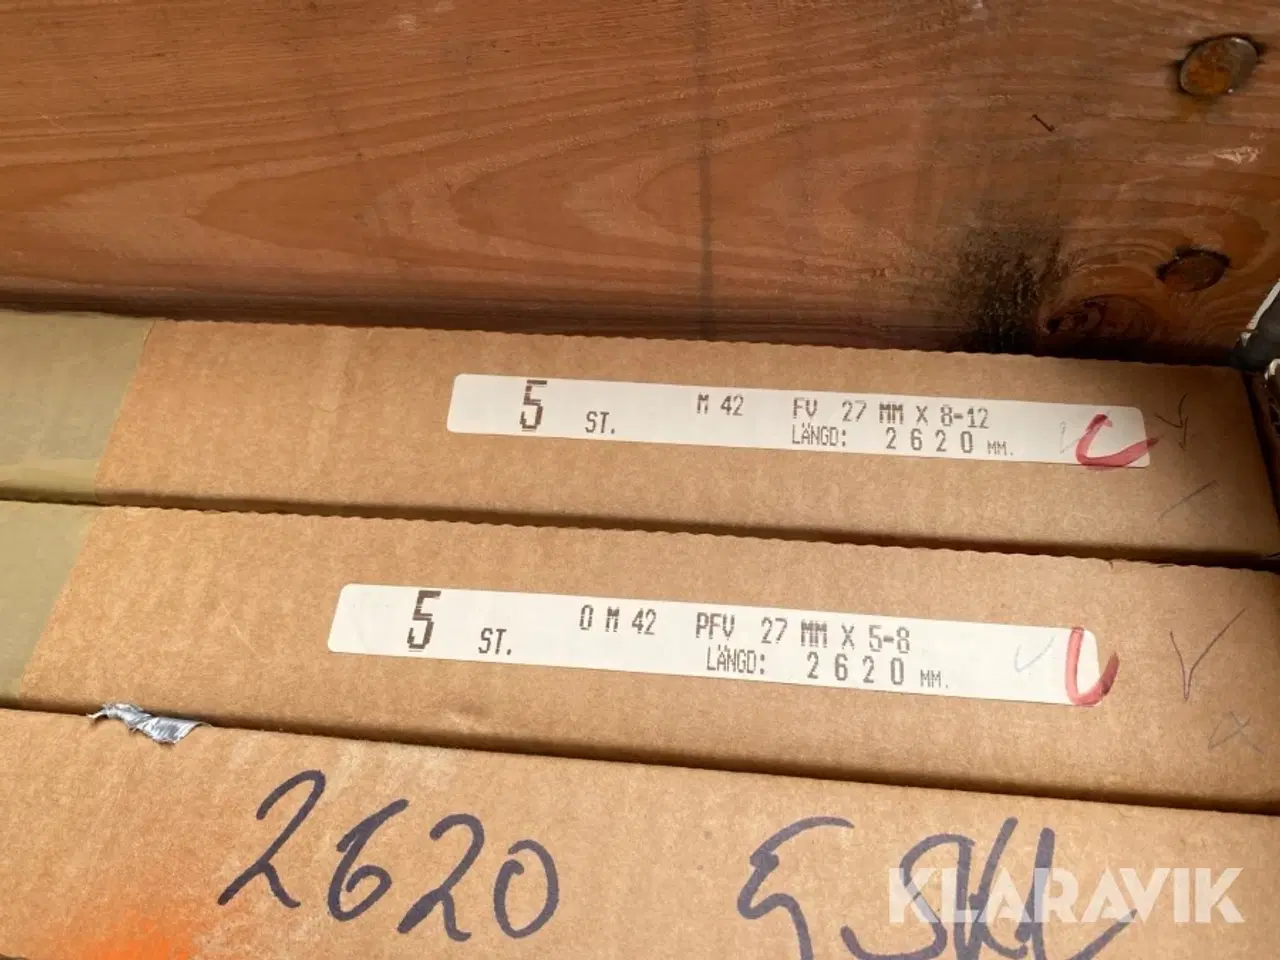 5 ST. M 42 FV 27 MM X 8-12
LÄNGD: 2620 MM.
5 ST. O M 42 PFV 27 MM X 5-8
LÄNGD: 2620 MM.
2620
KLARAVIK